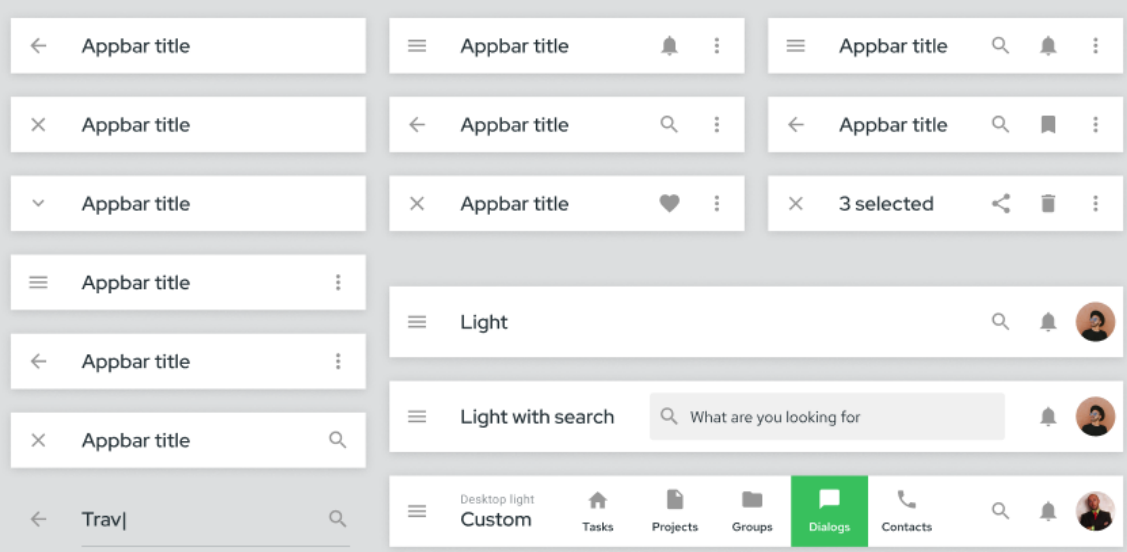 Appbar title
Appbar title
Appbar title
Appbar title
Appbar title
Appbar title
Trav|
Appbar title
Appbar title
Appbar title
Appbar title
Appbar title
3 selected
Light
Light with search
What are you looking for
Desktop light
Custom
Tasks
Projects
Groups
Dialogs
Contacts